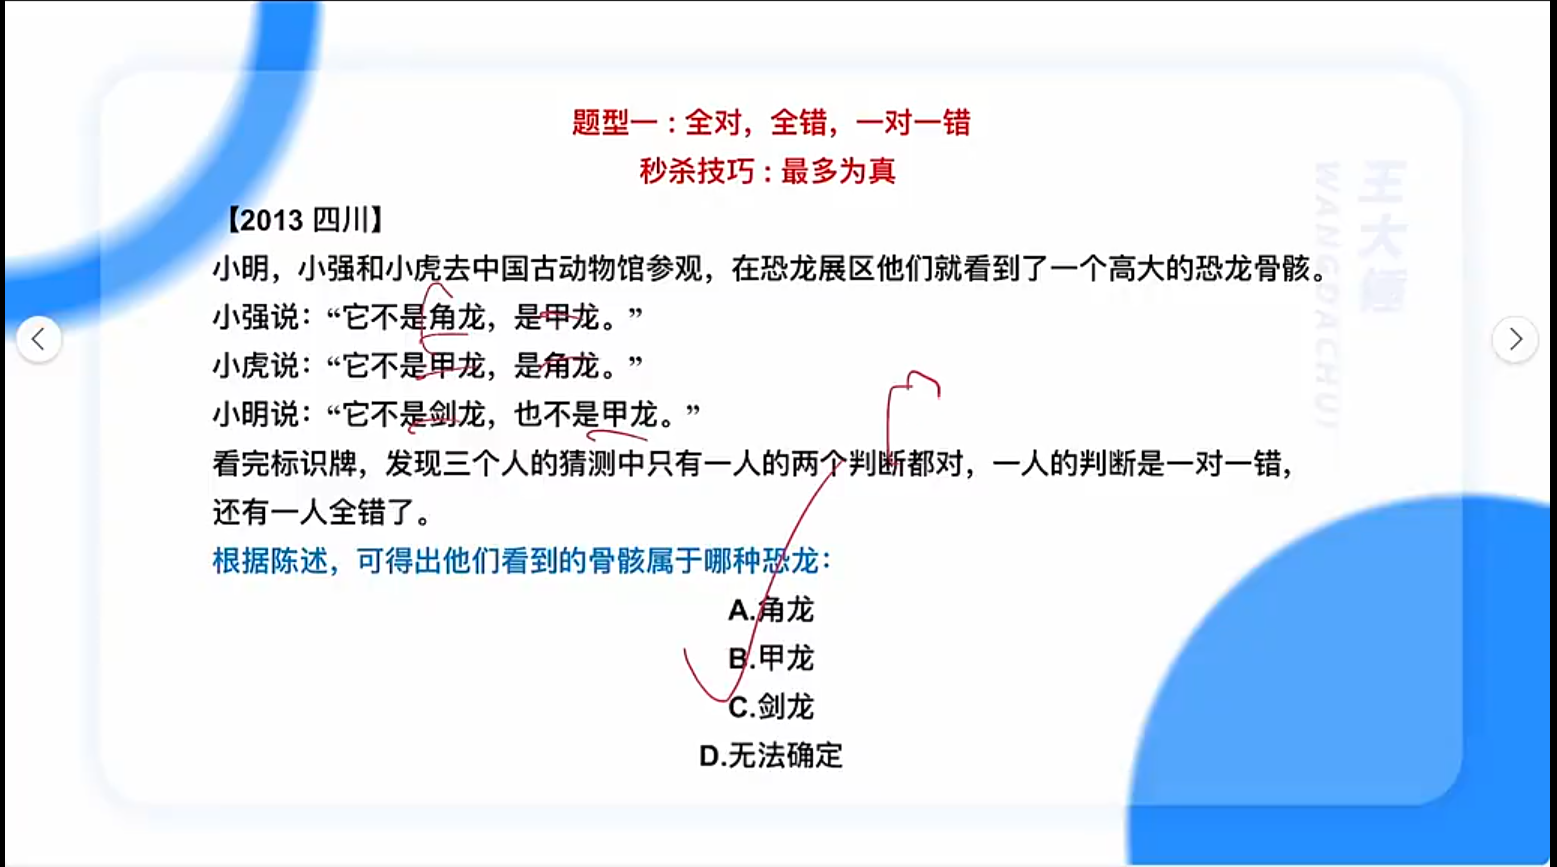 题型一：全对，全错，一对一错
秒杀技巧：最多为真
【2013 四川】
小明，小强和小虎去中国古动物馆参观，在恐龙展区他们就看到了一个高大的恐龙骨骸。
小强说：“它不是角龙，是甲龙。”
小虎说：“它不是甲龙，是角龙。”
小明说：“它不是剑龙，也不是甲龙。”
看完标识牌，发现三个人的猜测中只有一人的两个判断都对，一人的判断是一对一错，
还有一人全错了。
根据陈述，可得出他们看到的骨骸属于哪种恐龙：
A.角龙
B.甲龙
C.剑龙
D.无法确定
王大锤
WANGDACHUI